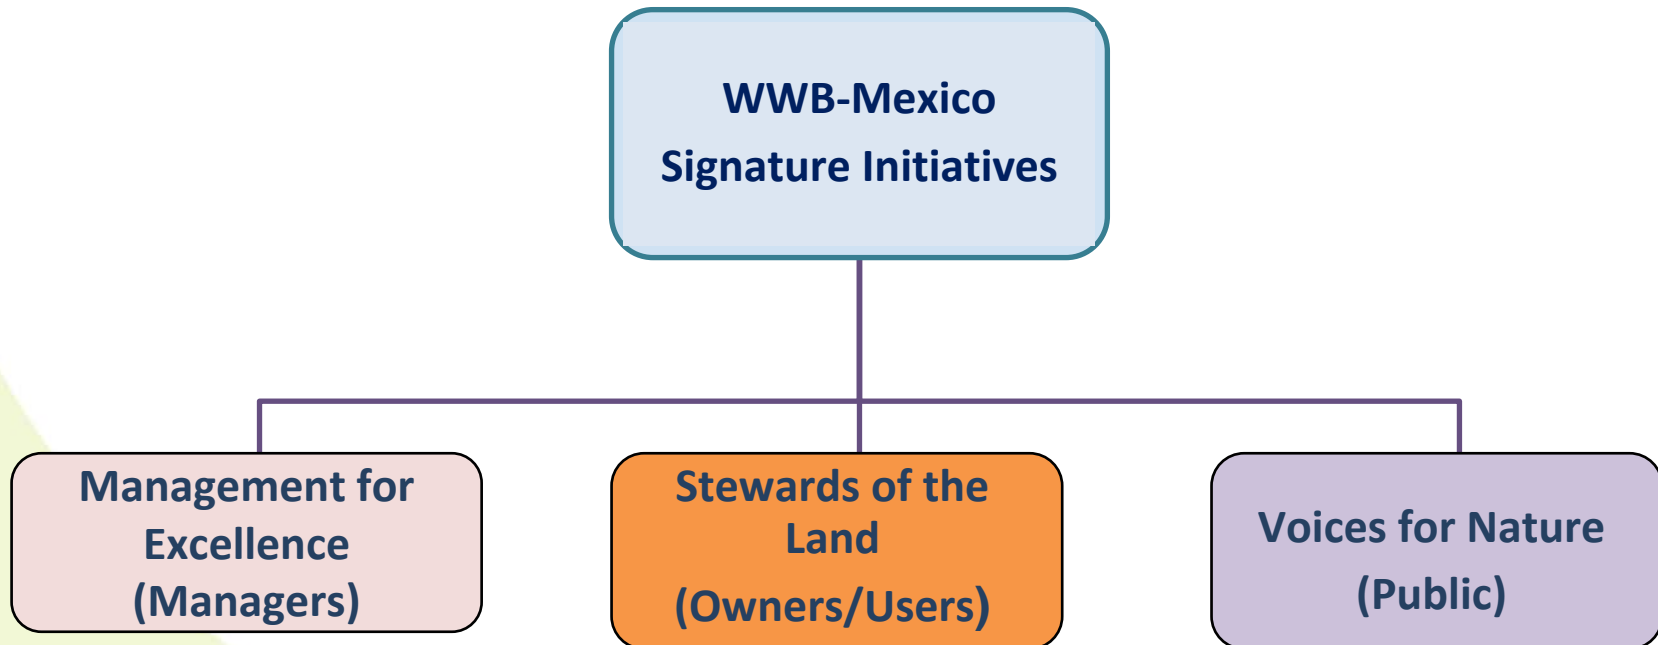 WWB-Mexico
Signature Initiatives
Management for
Excellence
(Managers)
Stewards of the
Land
(Owners/Users)
Voices for Nature
(Public)